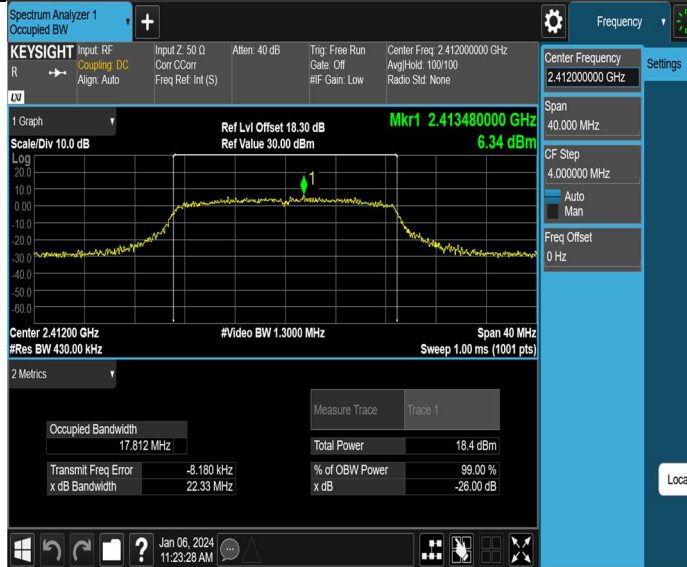 Spectrum Analyzer 1
Occupied BW
+
Frequency
KEYSIGHT
R
LXI
Input: RF
Coupling: DC
Align: Auto
Input Z: 50 Ω
Corr CCorr
Freq Ref: Int (S)
Atten: 40 dB
Trig: Free Run
Gate: Off
#IF Gain: Low
Center Freq: 2.412000000 GHz
Avg|Hold: 100/100
Radio Std: None
Center Frequency
2.412000000 GHz
Settings
Span
40.000 MHz
CF Step
4.000000 MHz
Auto
Man
Freq Offset
0 Hz
1 Graph
Scale/Div 10.0 dB
Ref Lvl Offset 18.30 dB
Ref Value 30.00 dBm
Mkr1 2.413480000 GHz
6.34 dBm
Log
20.0
10.0
0.00
-10.0
-20.0
-30.0
-40.0
-50.0
-60.0
1
Center 2.41200 GHz
#Res BW 430.00 kHz
#Video BW 1.3000 MHz
Span 40 MHz
Sweep 1.00 ms (1001 pts)
2 Metrics
Measure Trace
Trace 1
Occupied Bandwidth
17.812 MHz
Total Power
18.4 dBm
Transmit Freq Error
-8.180 kHz
% of OBW Power
99.00 %
x dB Bandwidth
22.33 MHz
x dB
-26.00 dB
Loca
?
Jan 06, 2024
11:23:28 AM